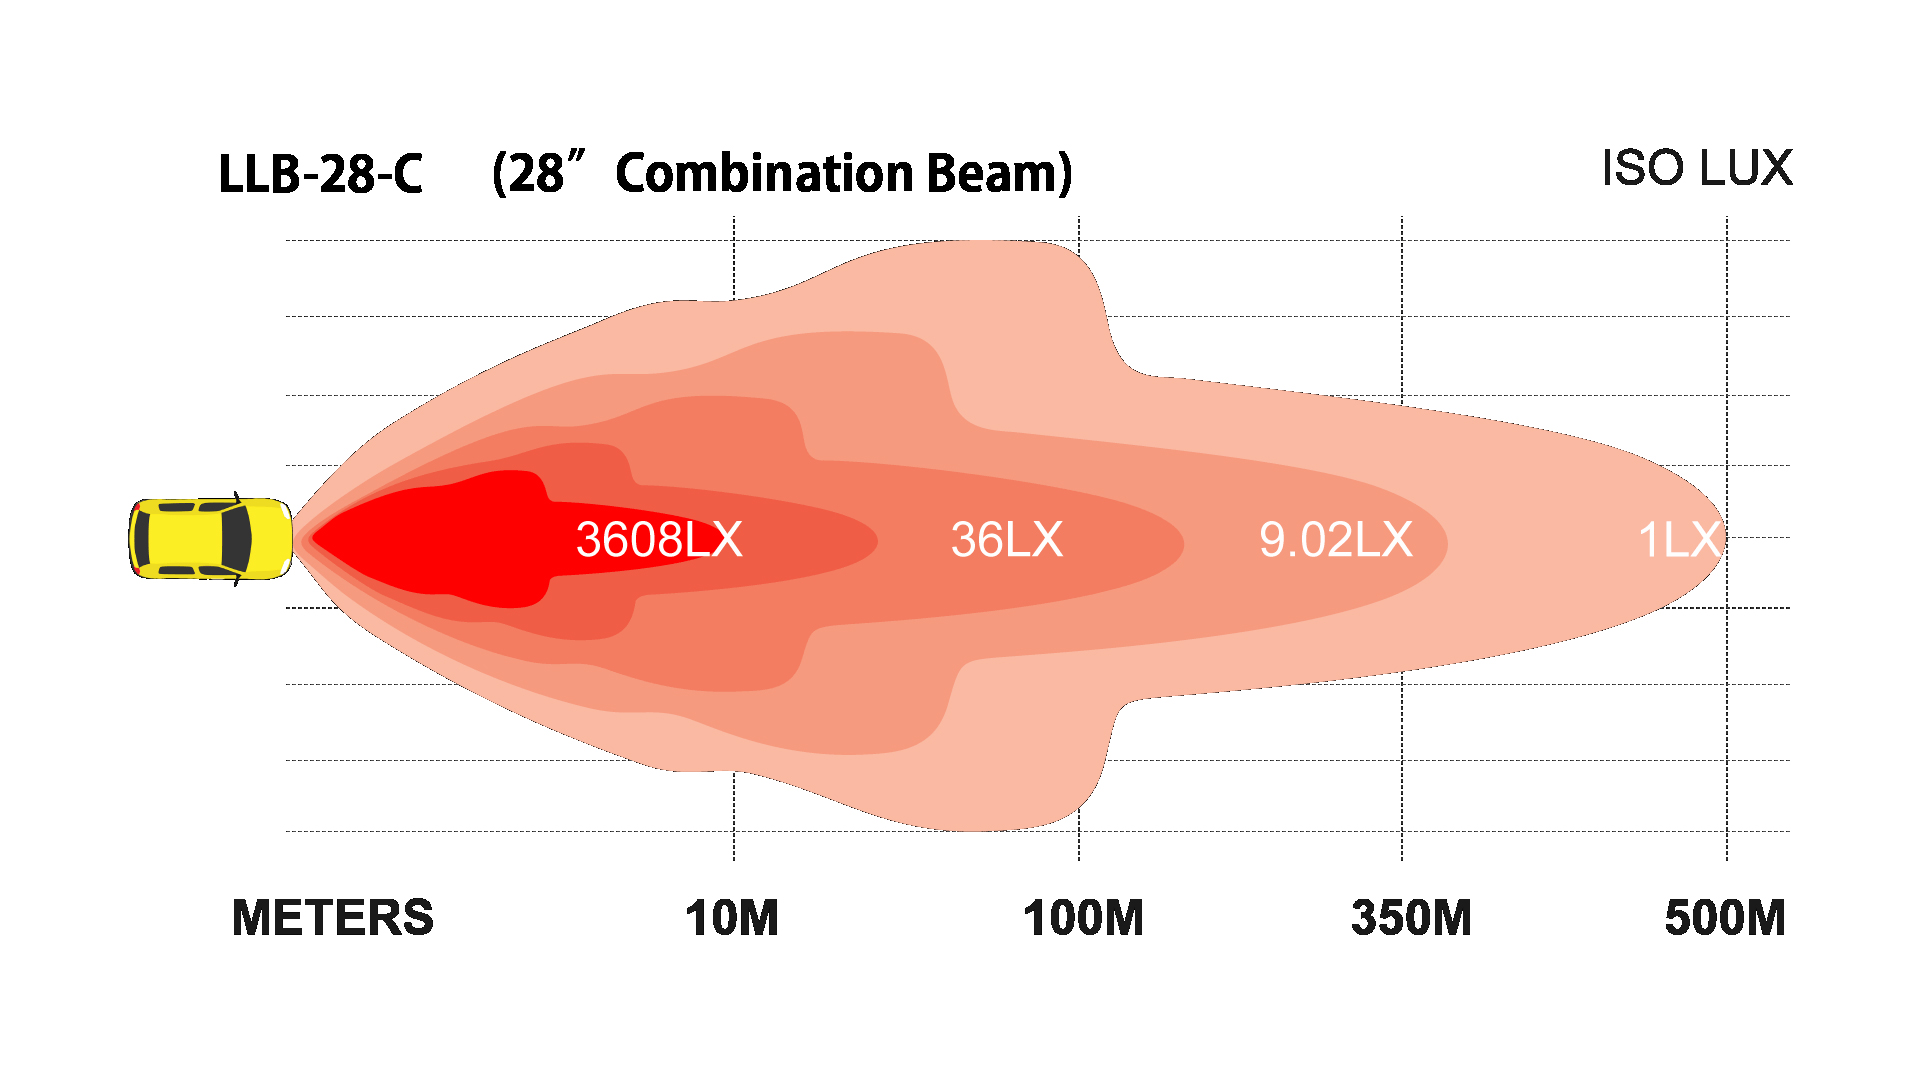 LLB-28-C (28″ Combination Beam)
ISO LUX
3608LX 36LX 9.02LX 1LX
METERS 10M 100M 350M 500M